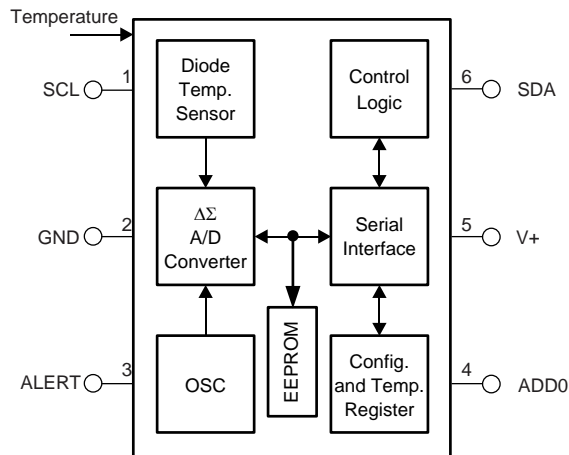 Temperature
1
SCL
Diode
Temp.
Sensor
Control
Logic
6
SDA
2
GND
ΔΣ
A/D
Converter
Serial
Interface
5
V+
EEPROM
3
ALERT
OSC
Config.
and Temp.
Register
4
ADD0